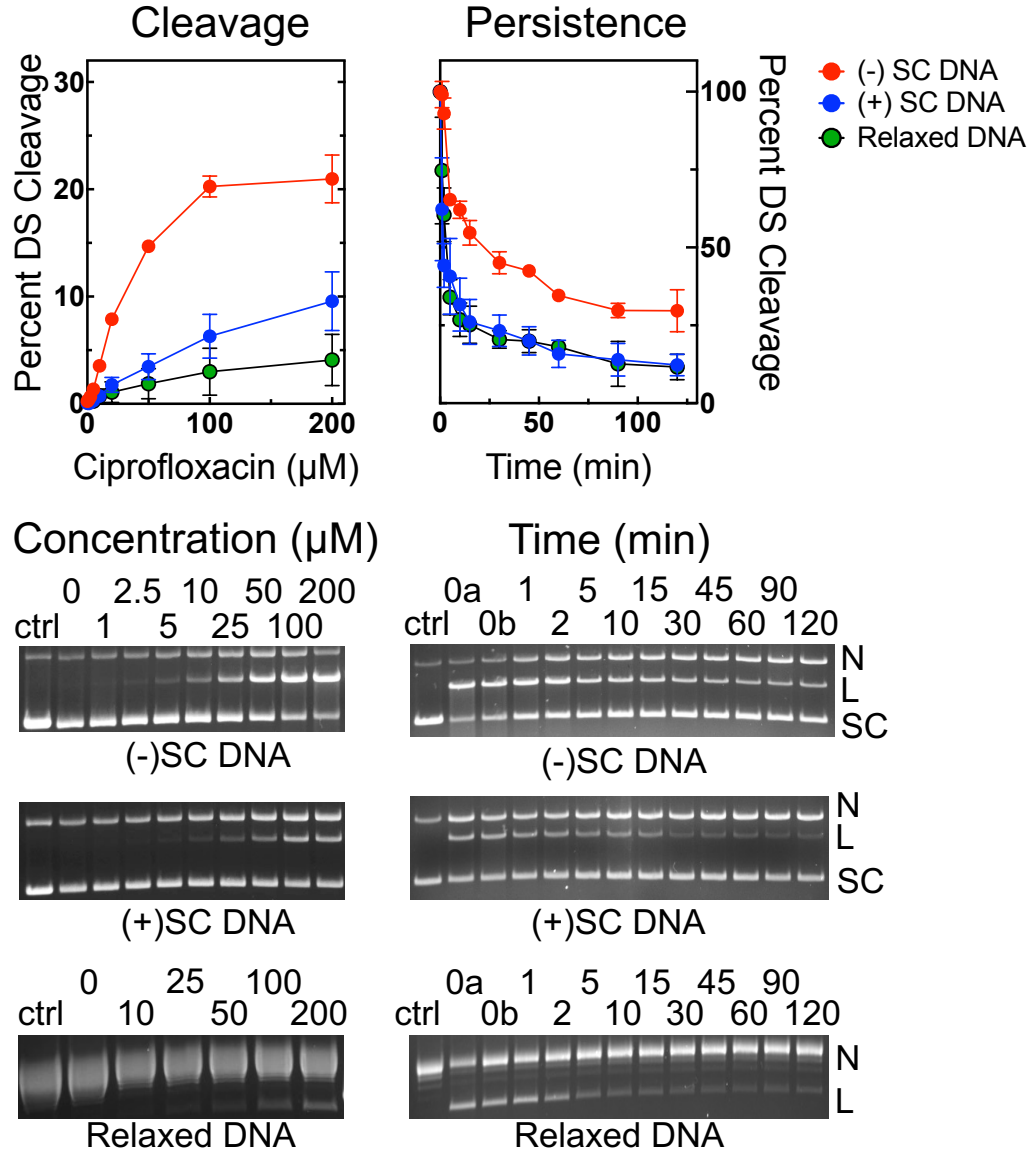 Cleavage
Persistence
30
20
10
0
Percent DS Cleavage
0 100 200
Ciprofloxacin (µM)
100
50
0
Percent DS Cleavage
0 50 100
Time (min)
(-) SC DNA
(+) SC DNA
Relaxed DNA
Concentration (µM)
0 2.5 10 50 200
ctrl 1 5 25 100
(-)SC DNA
(+)SC DNA
0 25 100
ctrl 10 50 200
Relaxed DNA
Time (min)
0a 1 5 15 45 90
ctrl 0b 2 10 30 60 120
N
L
SC
(-)SC DNA
N
L
SC
(+)SC DNA
0a 1 5 15 45 90
ctrl 0b 2 10 30 60 120
N
L
Relaxed DNA